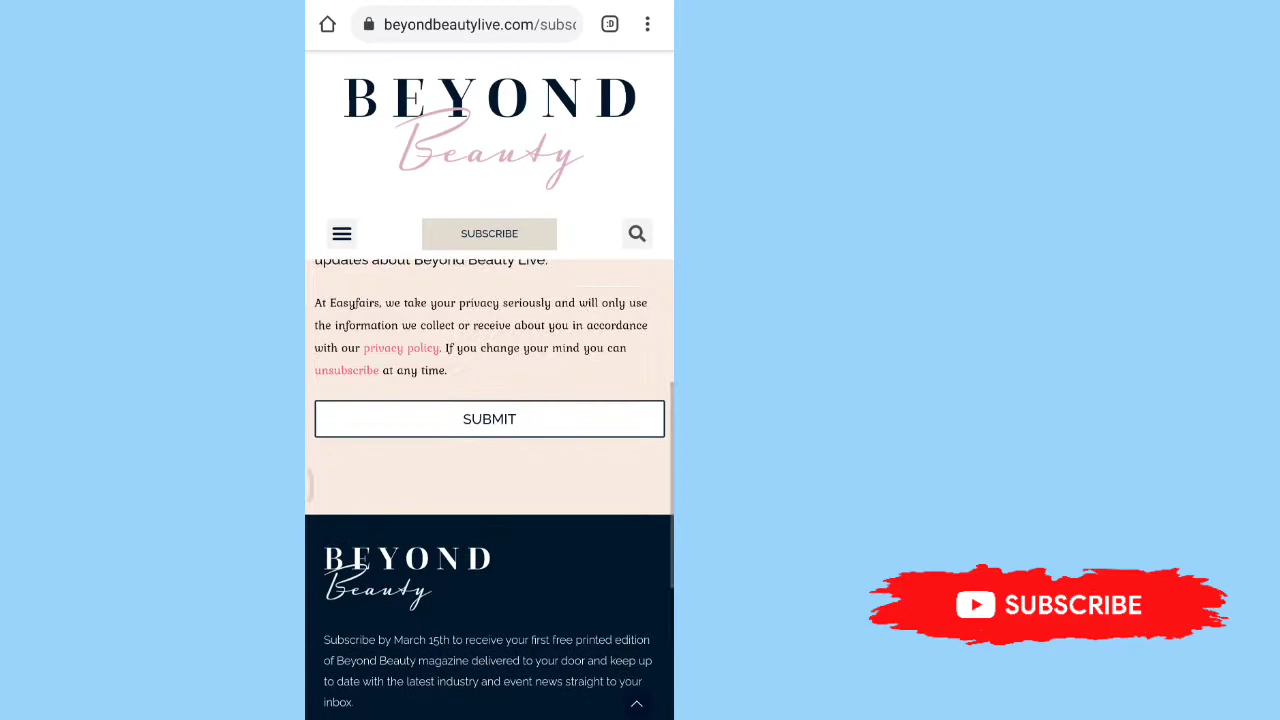 beyondbeautylive.com/subsc
:D
BEYOND
Beauty
SUBSCRIBE
updates about Beyond Beauty Live.
At Easyfairs, we take your privacy seriously and will only use
the information we collect or receive about you in accordance
with our privacy policy. If you change your mind you can
unsubscribe at any time.
SUBMIT
BEYOND
Beauty
Subscribe by March 15th to receive your first free printed edition
of Beyond Beauty magazine delivered to your door and keep up
to date with the latest industry and event news straight to your
inbox.
SUBSCRIBE